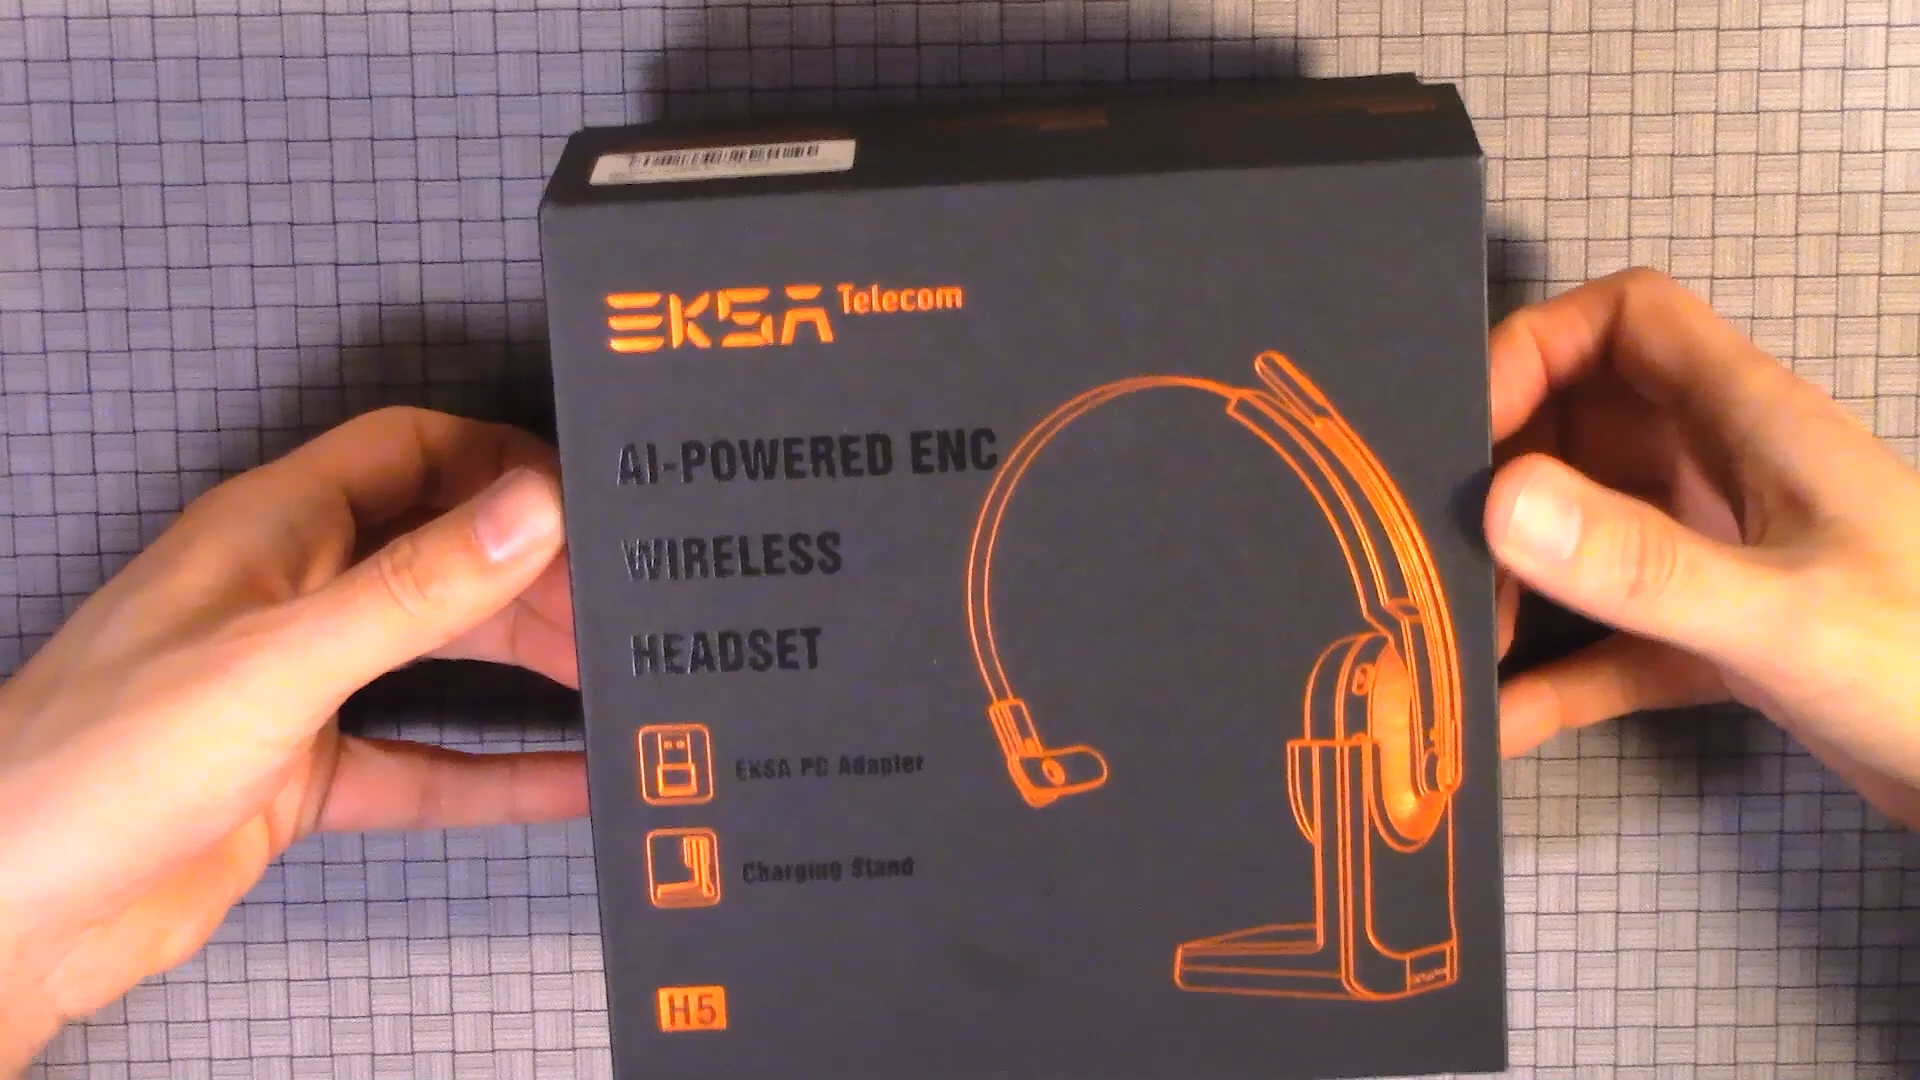 EKSA Telecom
AI-POWERED ENC
WIRELESS
HEADSET
EKSA PC Adapter
Charging Stand
H5